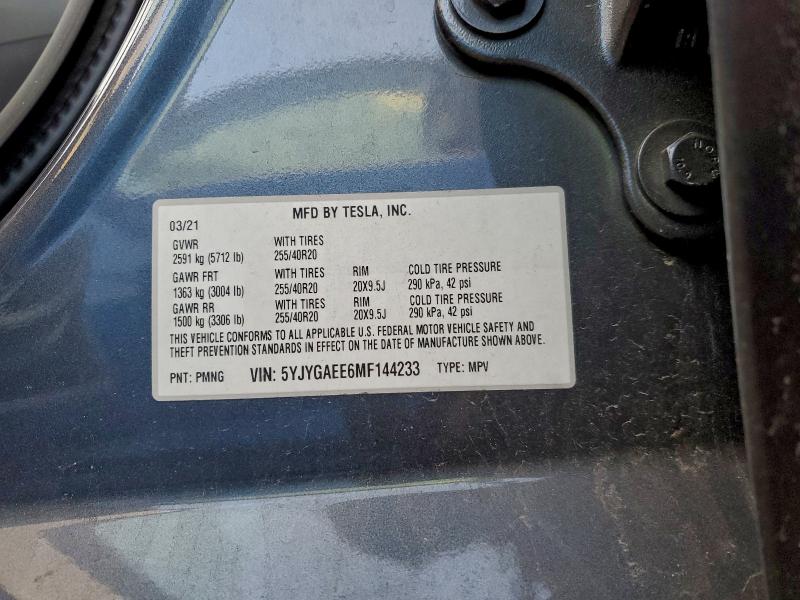 MFD BY TESLA, INC.
03/21
GVWR WITH TIRES
2591 kg (5712 lb) 255/40R20
GAWR FRT WITH TIRES RIM COLD TIRE PRESSURE
1363 kg (3004 lb) 255/40R20 20X9.5J 290 kPa, 42 psi
GAWR RR WITH TIRES RIM COLD TIRE PRESSURE
1500 kg (3306 lb) 255/40R20 20X9.5J 290 kPa, 42 psi
THIS VEHICLE CONFORMS TO ALL APPLICABLE U.S. FEDERAL MOTOR VEHICLE SAFETY AND
THEFT PREVENTION STANDARDS IN EFFECT ON THE DATE OF MANUFACTURE SHOWN ABOVE.
PNT: PMNG VIN: 5YJYGAEE6MF144233 TYPE: MPV